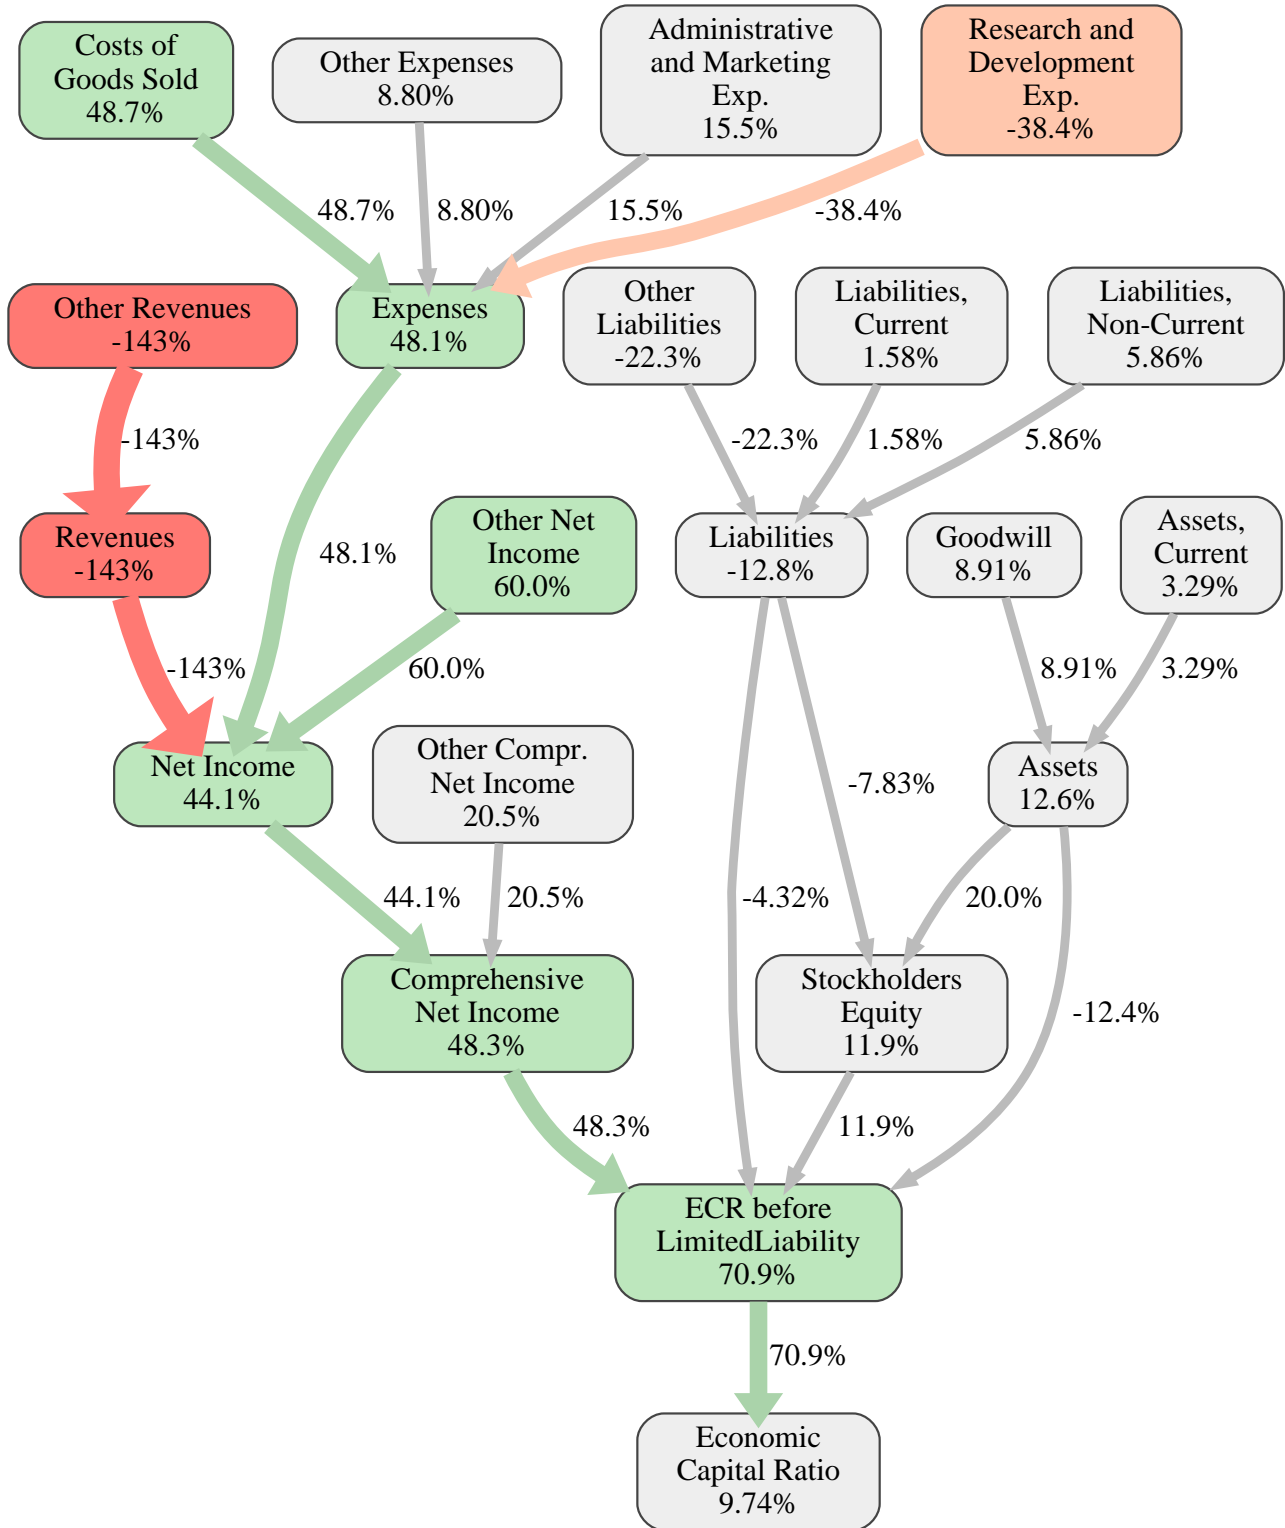 Costs of
Goods Sold
48.7%
Other Expenses
8.80%
Administrative
and Marketing
Exp.
15.5%
Research and
Development
Exp.
-38.4%
48.7%
8.80%
15.5%
-38.4%
Other Revenues
-143%
Expenses
48.1%
Other
Liabilities
-22.3%
Liabilities,
Current
1.58%
Liabilities,
Non-Current
5.86%
-143%
-22.3%
1.58%
5.86%
Revenues
-143%
48.1%
Other Net
Income
60.0%
Liabilities
-12.8%
Goodwill
8.91%
Assets,
Current
3.29%
-143%
60.0%
8.91%
3.29%
Net Income
44.1%
Other Compr.
Net Income
20.5%
-7.83%
Assets
12.6%
44.1%
20.5%
-4.32%
20.0%
Comprehensive
Net Income
48.3%
Stockholders
Equity
11.9%
-12.4%
48.3%
11.9%
ECR before
LimitedLiability
70.9%
70.9%
Economic
Capital Ratio
9.74%